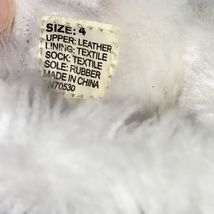 SIZE: 4
UPPER: LEATHER
LINING: TEXTILE
SOCK: TEXTILE
SOLE: RUBBER
MADE IN CHINA